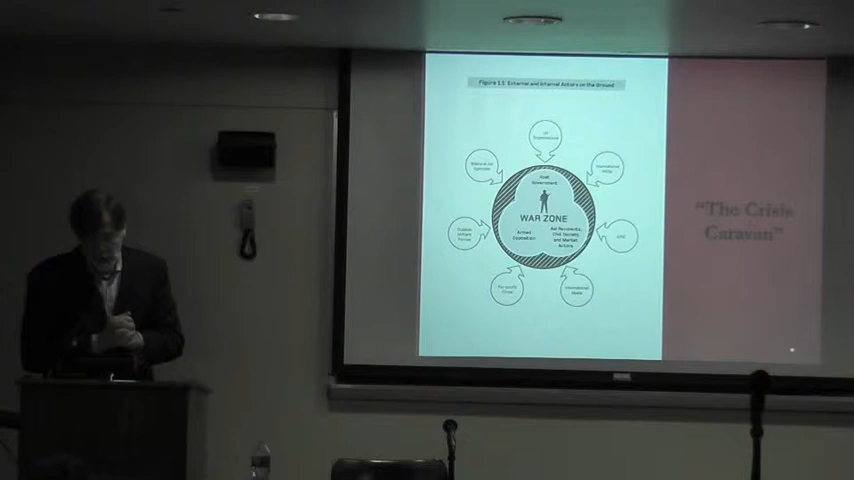 Figure 1.1: External and Internal Actors on the Ground
UN
Organizations
Bilateral Aid
Agencies
International
NGOs
Host
Government
WAR ZONE
Armed
Opposition
Aid Recipients,
Civil Society,
and Market
Actors
Outside
Military
Forces
International
Media
"The Crisis
Caravan"